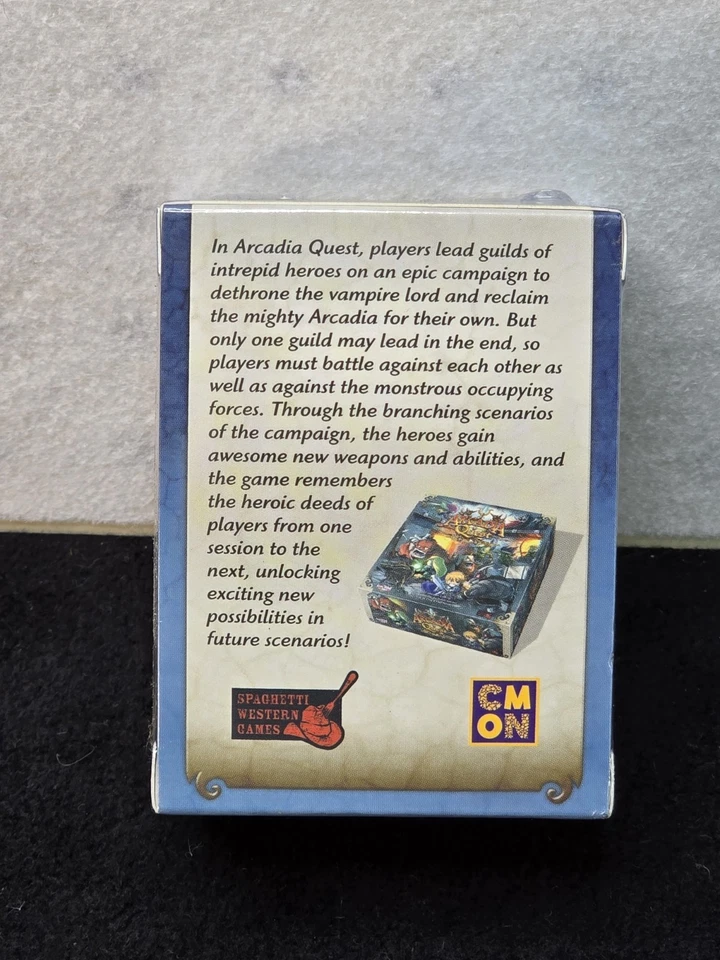 In Arcadia Quest, players lead guilds of
intrepid heroes on an epic campaign to
dethrone the vampire lord and reclaim
the mighty Arcadia for their own. But
only one guild may lead in the end, so
players must battle against each other as
well as against the monstrous occupying
forces. Through the branching scenarios
of the campaign, the heroes gain
awesome new weapons and abilities, and
the game remembers
the heroic deeds of
players from one
session to the
next, unlocking
exciting new
possibilities in
future scenarios!
Arcadia
Quest
Arcadia
Quest
SPAGHETTI
WESTERN
GAMES
CM
ON